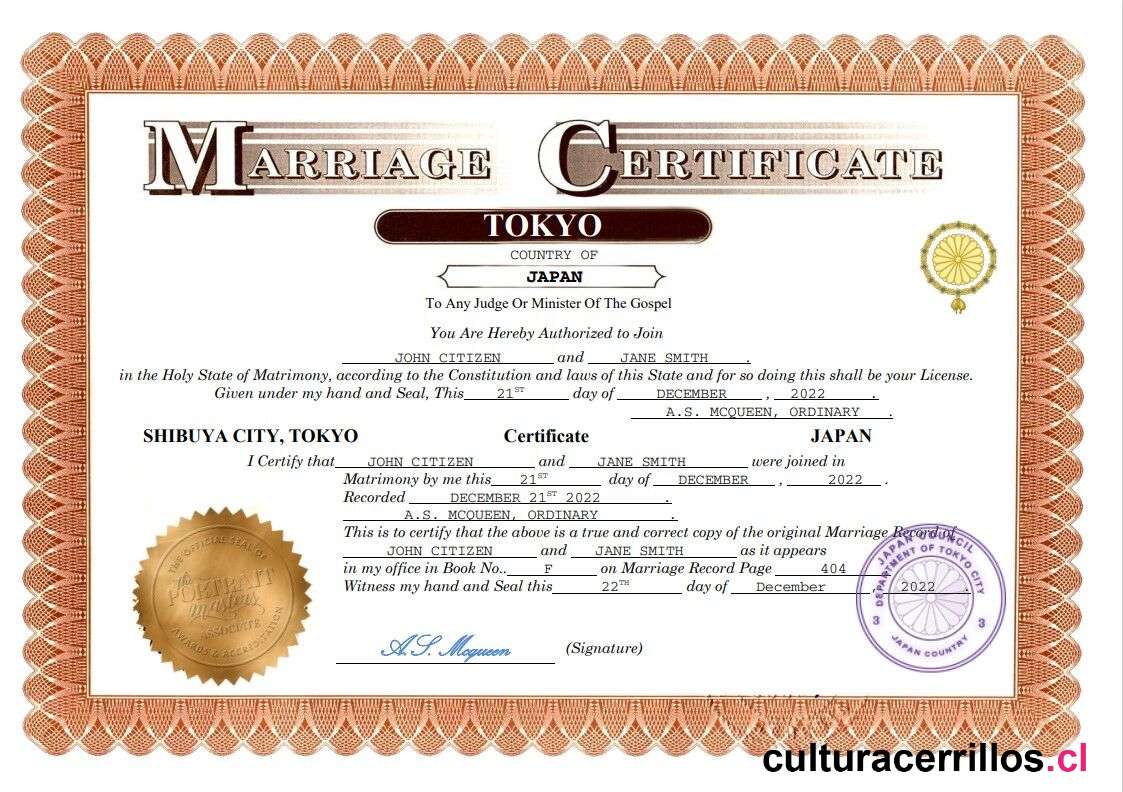 MARRIAGE CERTIFICATE
TOKYO
COUNTRY OF
JAPAN
To Any Judge Or Minister Of The Gospel
You Are Hereby Authorized to Join
JOHN CITIZEN and JANE SMITH .
in the Holy State of Matrimony, according to the Constitution and laws of this State and for so doing this shall be your License.
Given under my hand and Seal, This 21ST day of DECEMBER , 2022 .
A.S. MCQUEEN, ORDINARY .
SHIBUYA CITY, TOKYO Certificate JAPAN
I Certify that JOHN CITIZEN and JANE SMITH were joined in
Matrimony by me this 21ST day of DECEMBER , 2022 .
Recorded DECEMBER 21ST 2022 .
A.S. MCQUEEN, ORDINARY .
This is to certify that the above is a true and correct copy of the original Marriage Record of
JOHN CITIZEN and JANE SMITH as it appears
in my office in Book No.. F on Marriage Record Page 404
Witness my hand and Seal this 22TH day of December , 2022 .
A.S. Mcqueen (Signature)
THE OFFICIAL SEAL OF
The
PORTRAIT
masters
ASSOCIATE
AWARDS & ACCREDITATION
JAPAN COUNCIL
DEPARTMENT OF TOKYO CITY
3 3
JAPAN COUNTRY
culturacerrillos.cl